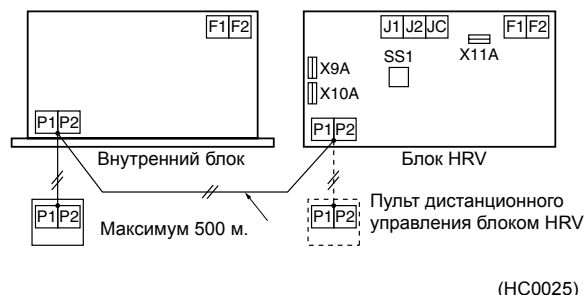 F1 F2
J1 J2 JC
F1 F2
SS1
X11A
X9A
X10A
P1 P2
P1 P2
Внутренний блок
Блок HRV
P1 P2
Максимум 500 м.
P1 P2
Пульт дистанционного
управления блоком HRV
(HC0025)